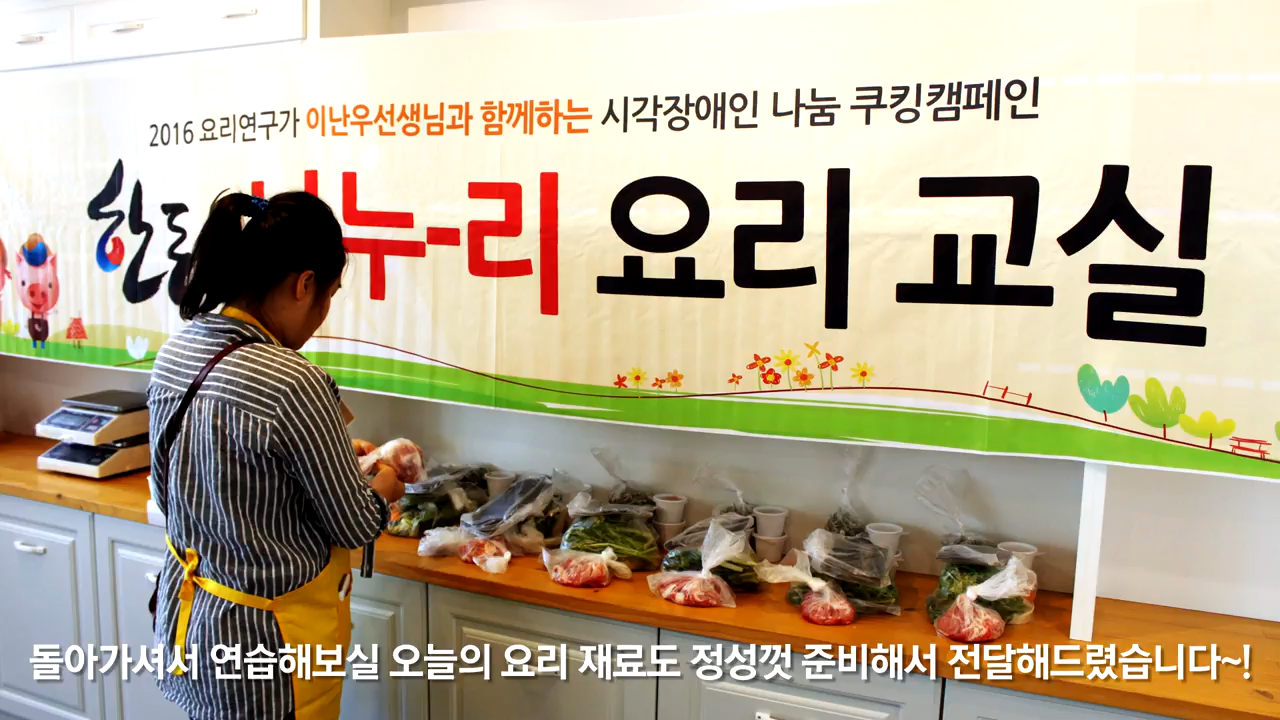 2016 요리연구가 이난우선생님과 함께하는 시각장애인 나눔 쿠킹캠페인
누-리 요리 교실
돌아가셔서 연습해보실 오늘의 요리 재료도 정성껏 준비해서 전달해드렸습니다~!